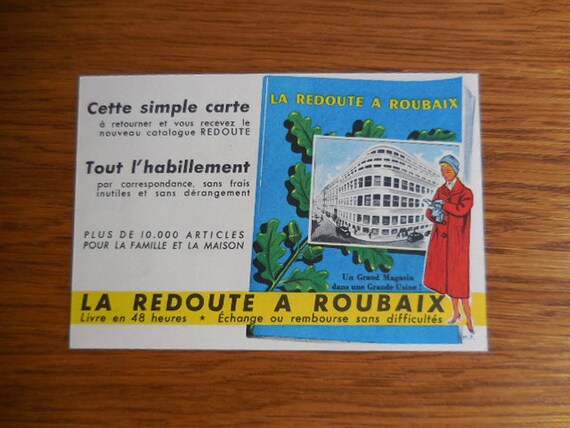 Cette simple carte
à retourner et vous recevez le
nouveau catalogue REDOUTE
Tout l'habillement
par correspondance, sans frais
inutiles et sans dérangement
PLUS DE 10.000 ARTICLES
POUR LA FAMILLE ET LA MAISON
LA REDOUTE A ROUBAIX
Un Grand Magasin
dans une Grande Usine !
LA REDOUTE A ROUBAIX
Livre en 48 heures ★ Échange ou rembourse sans difficultés